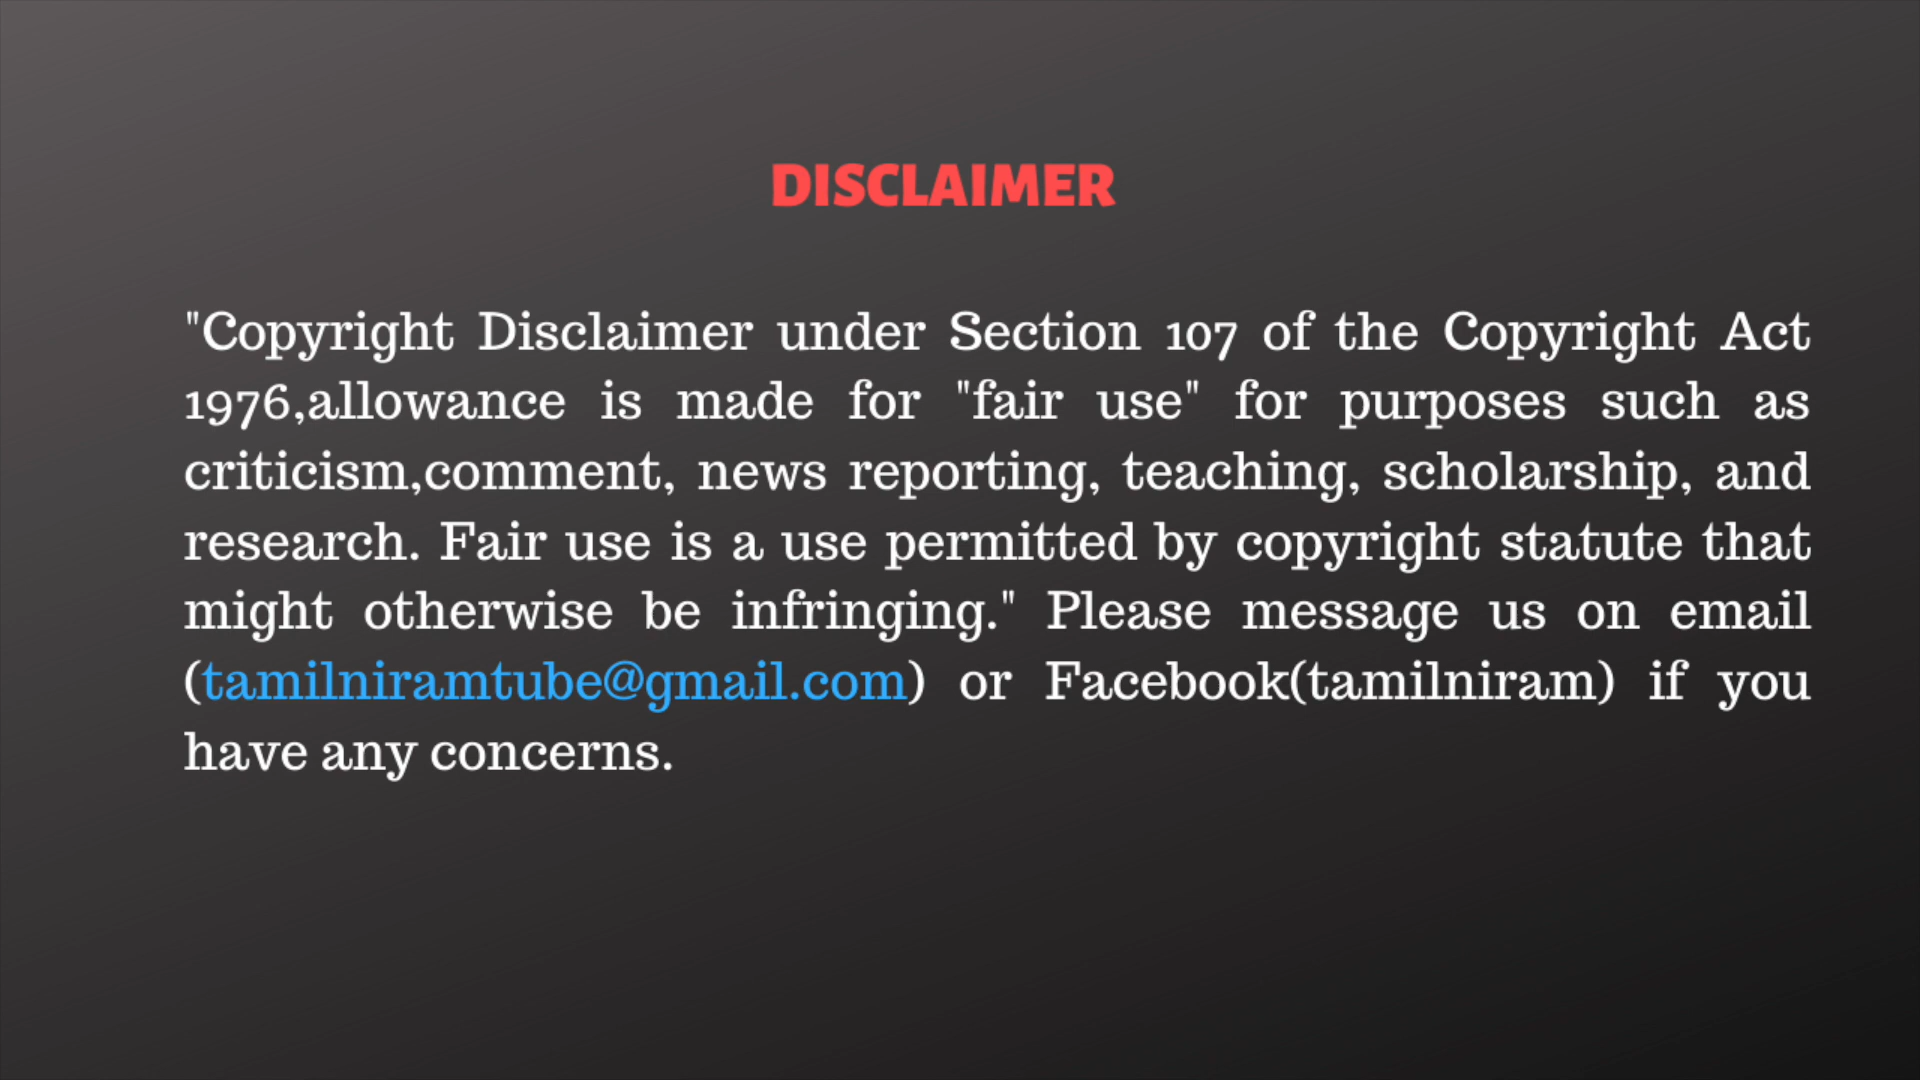 DISCLAIMER
"Copyright Disclaimer under Section 107 of the Copyright Act
1976,allowance is made for "fair use" for purposes such as
criticism,comment, news reporting, teaching, scholarship, and
research. Fair use is a use permitted by copyright statute that
might otherwise be infringing." Please message us on email
(tamilniramtube@gmail.com) or Facebook(tamilniram) if you
have any concerns.